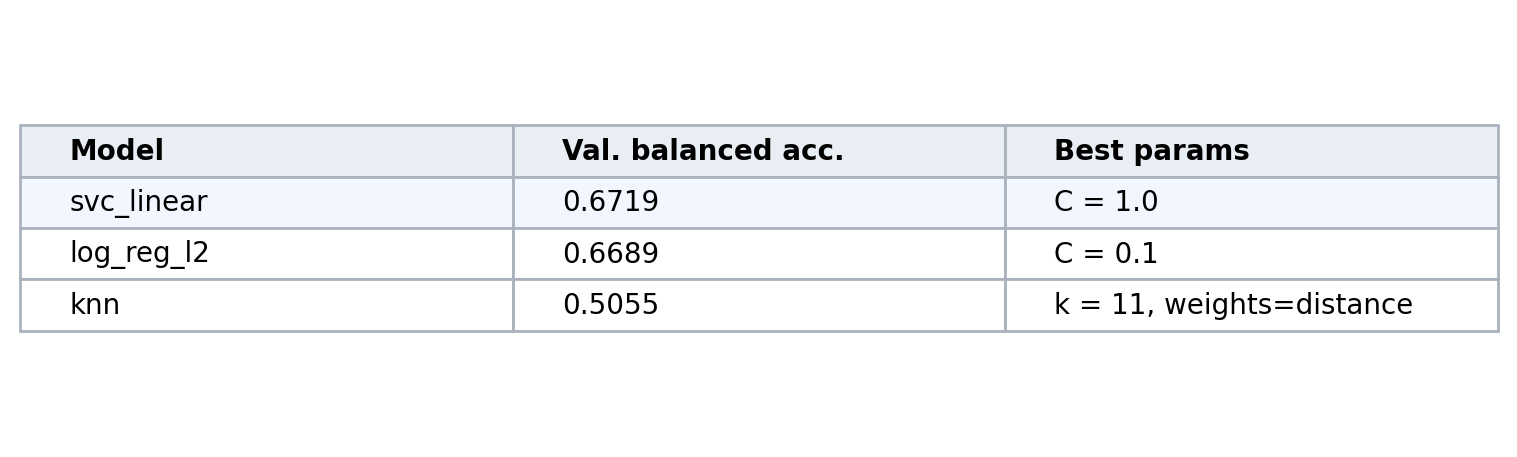 Model Val. balanced acc. Best params
svc_linear 0.6719 C = 1.0
log_reg_l2 0.6689 C = 0.1
knn 0.5055 k = 11, weights=distance